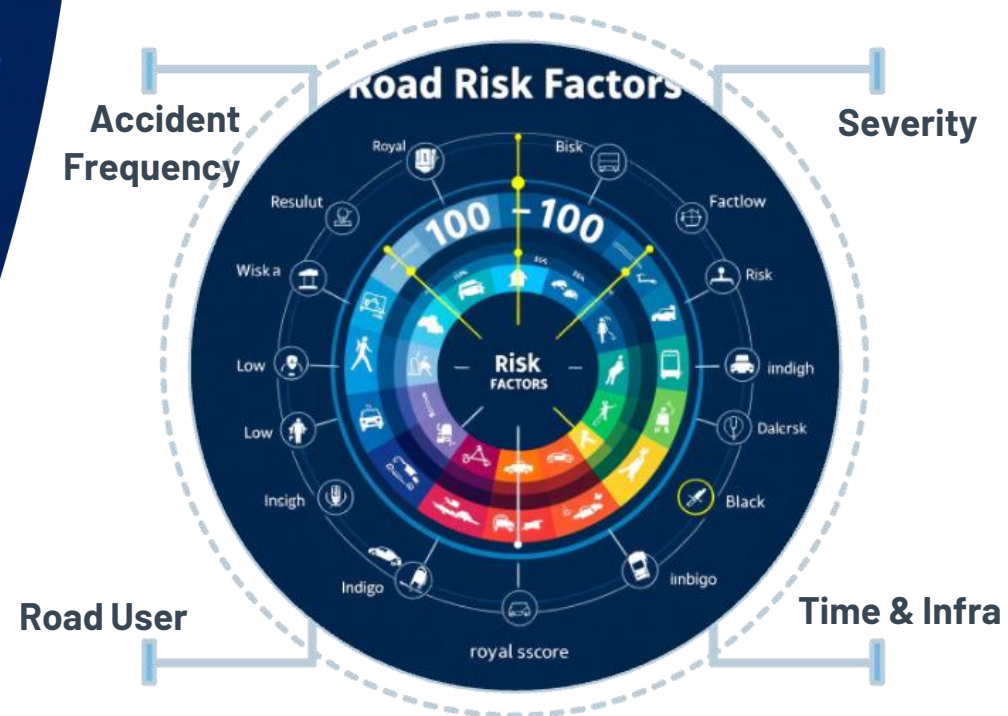 Road Risk Factors
Accident
Frequency
Severity
Royal
Bisk
Resulut
Factlow
100
- 100
Wisk a
Risk
Low
imdigh
Risk
FACTORS
Low
Dalcrsk
Insigh
Black
Indigo
iinbigo
Road User
Time & Infra
royal sscore